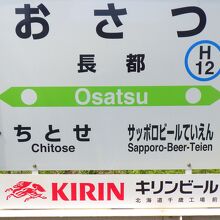 おさつ
長都
H
12
Osatsu
ちとせ
Chitose
サッポロビールていえん
Sapporo-Beer-Teien
KIRIN キリンビール
北海道千歳工場前